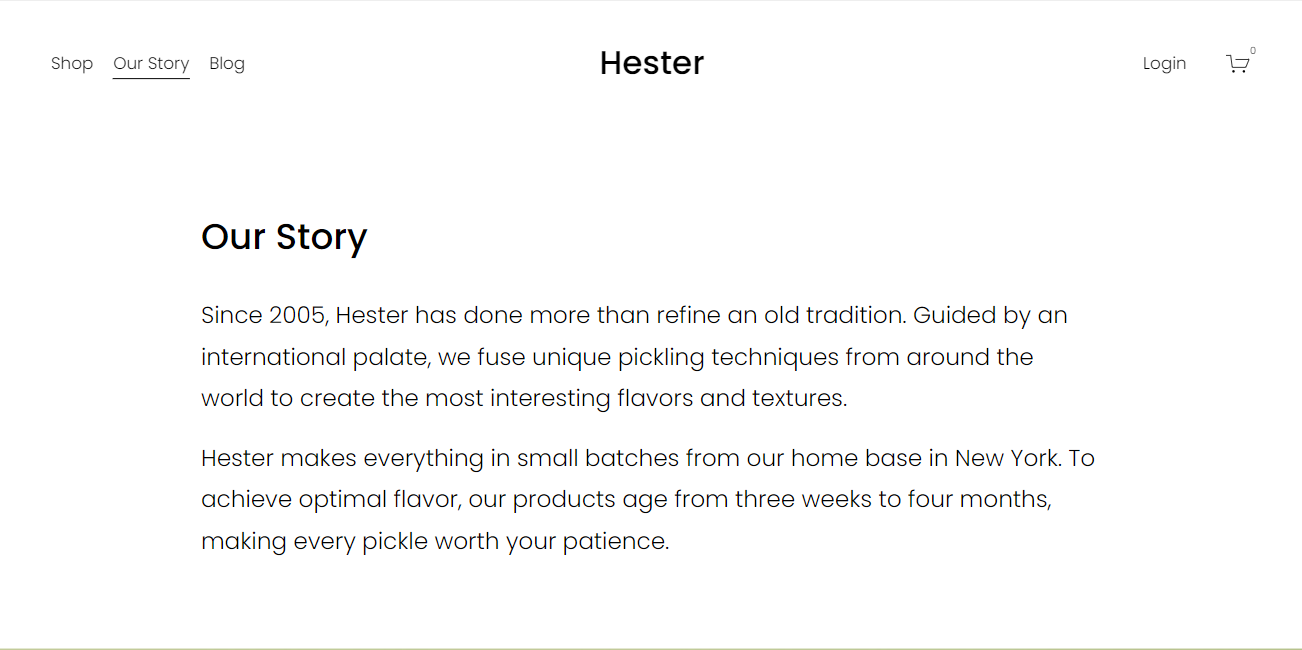 Shop Our Story Blog Hester Login 0
Our Story
Since 2005, Hester has done more than refine an old tradition. Guided by an
international palate, we fuse unique pickling techniques from around the
world to create the most interesting flavors and textures.
Hester makes everything in small batches from our home base in New York. To
achieve optimal flavor, our products age from three weeks to four months,
making every pickle worth your patience.